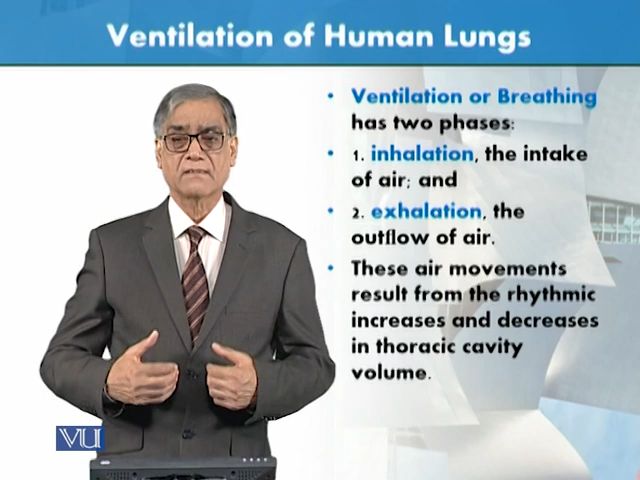 Ventilation of Human Lungs
• Ventilation or Breathing
has two phases:
• 1. inhalation, the intake
of air; and
• 2. exhalation, the
outflow of air.
• These air movements
result from the rhythmic
increases and decreases
in thoracic cavity
volume.
VU